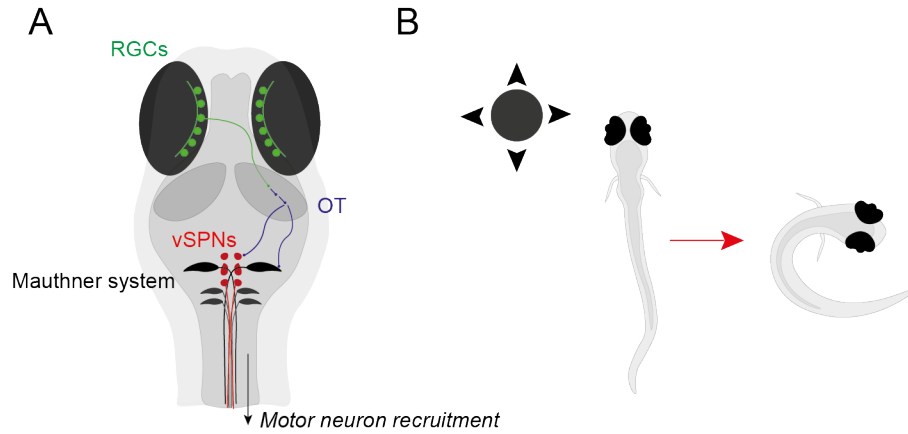 A
B
RGCs
OT
vSPNs
Mauthner system
Motor neuron recruitment